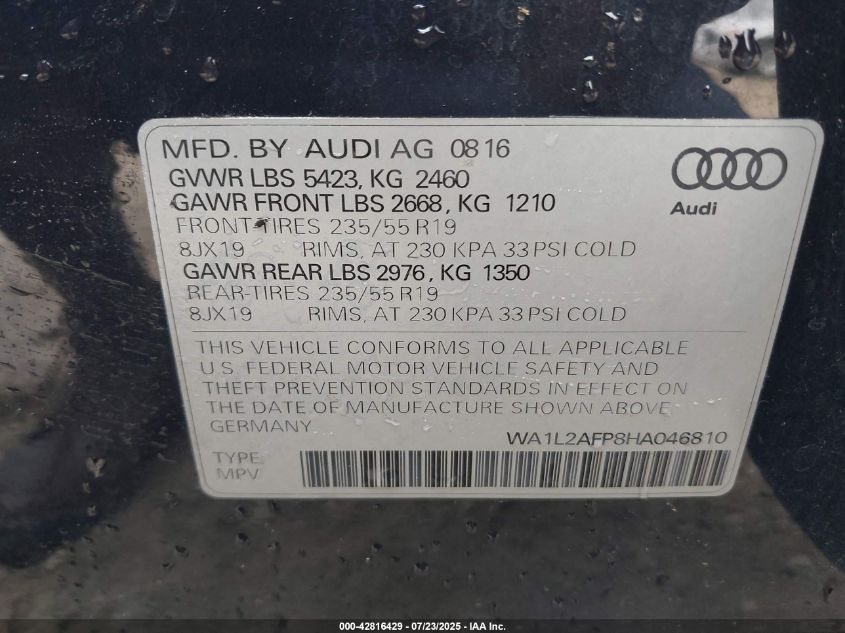 MFD. BY AUDI AG 0816
GVWR LBS 5423, KG 2460
GAWR FRONT LBS 2668, KG 1210
FRONT-TIRES 235/55 R19
8JX19 RIMS, AT 230 KPA 33 PSI COLD
GAWR REAR LBS 2976, KG 1350
REAR-TIRES 235/55 R19
8JX19 RIMS, AT 230 KPA 33 PSI COLD
Audi
THIS VEHICLE CONFORMS TO ALL APPLICABLE
U.S. FEDERAL MOTOR VEHICLE SAFETY AND
THEFT PREVENTION STANDARDS IN EFFECT ON
THE DATE OF MANUFACTURE SHOWN ABOVE.
GERMANY
WA1L2AFP8HA046810
TYPE:
MPV
000-42816429 - 07/23/2025 - IAA Inc.